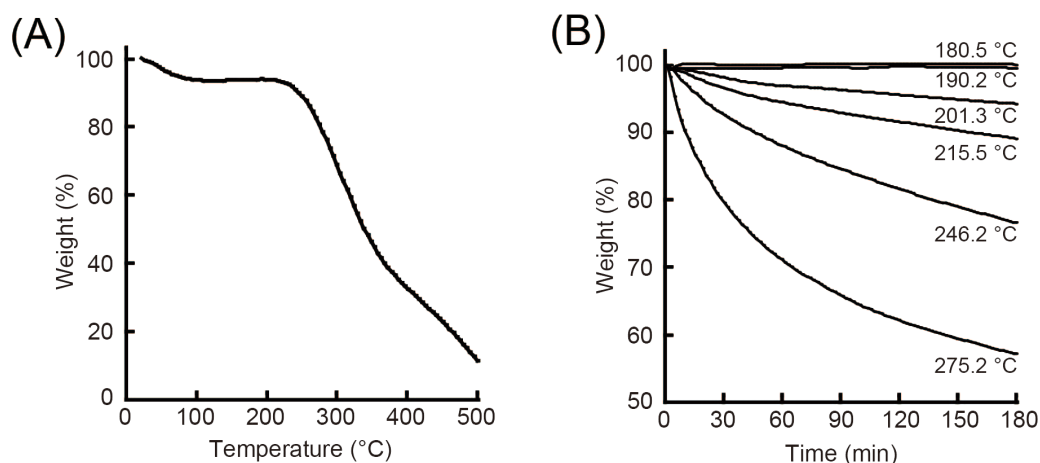 (A)
Weight (%)
100
80
60
40
20
0
0 100 200 300 400 500
Temperature (°C)
(B)
Weight (%)
100
90
80
70
60
50
180.5 °C
190.2 °C
201.3 °C
215.5 °C
246.2 °C
275.2 °C
0 30 60 90 120 150 180
Time (min)